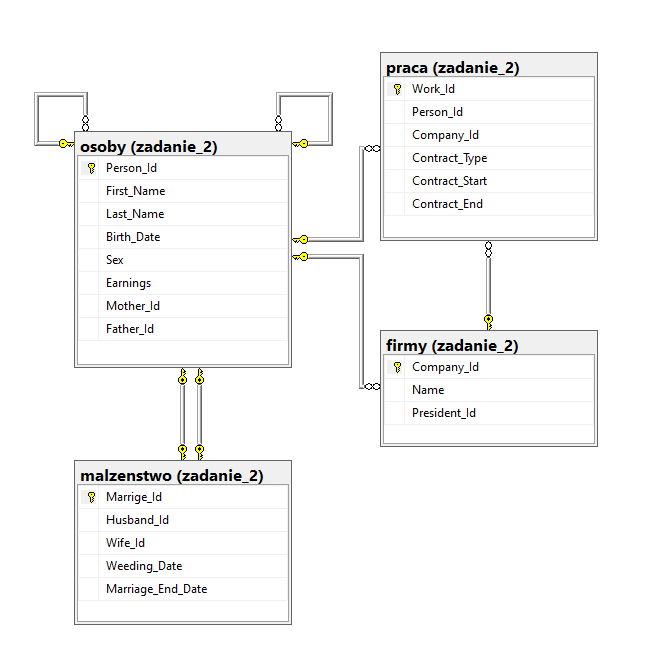 osoby (zadanie_2)
Person_Id
First_Name
Last_Name
Birth_Date
Sex
Earnings
Mother_Id
Father_Id
praca (zadanie_2)
Work_Id
Person_Id
Company_Id
Contract_Type
Contract_Start
Contract_End
firmy (zadanie_2)
Company_Id
Name
President_Id
malzenstwo (zadanie_2)
Marrige_Id
Husband_Id
Wife_Id
Weeding_Date
Marriage_End_Date